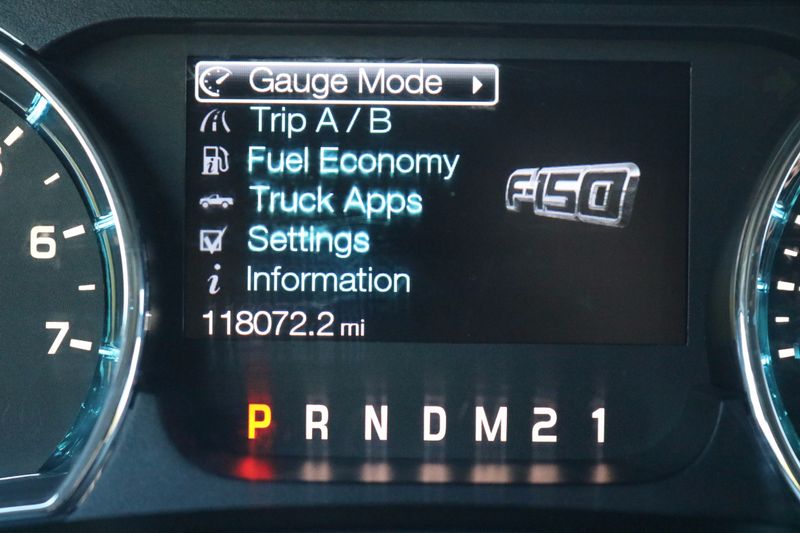 Gauge Mode
Trip A / B
Fuel Economy
Truck Apps
Settings
i Information
118072.2 mi
F-150
P R N D M 2 1
6
7